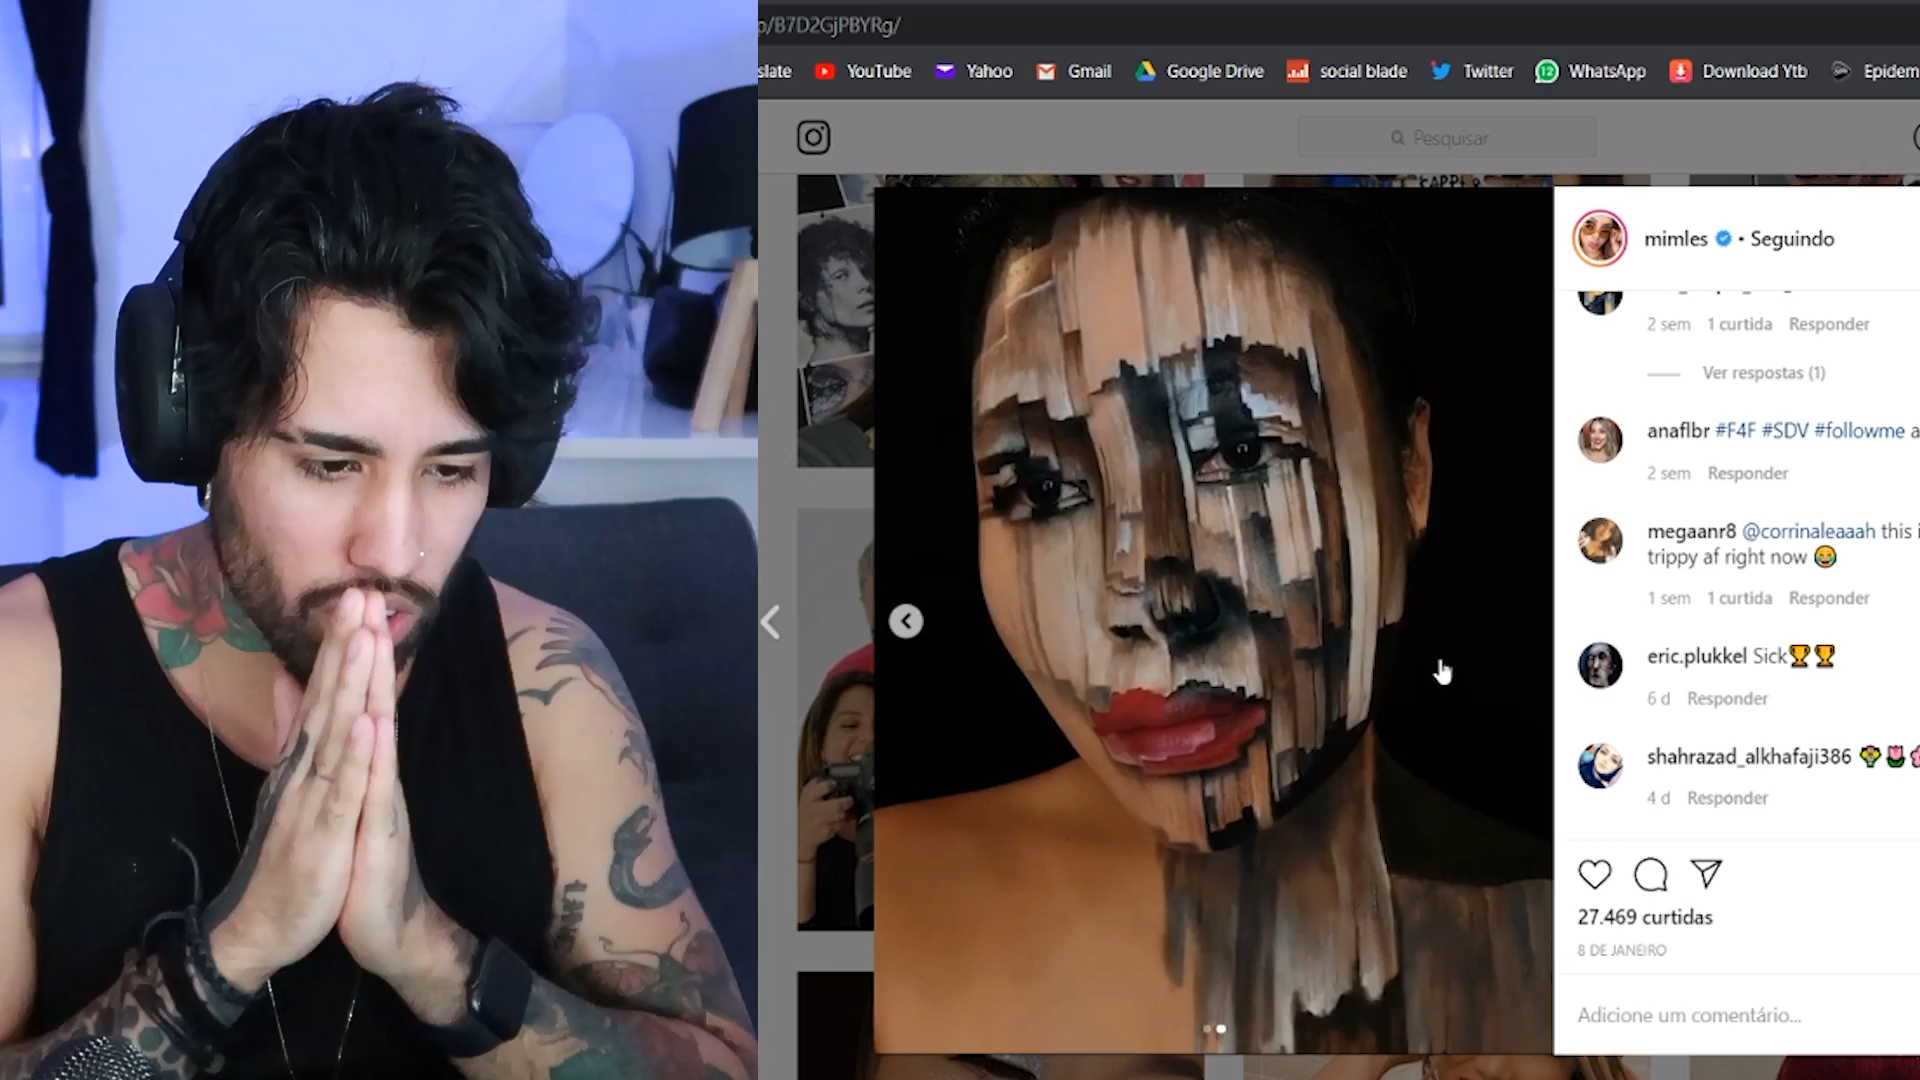 p/B7D2GjPBYRg/
slate YouTube Yahoo Gmail Google Drive social blade Twitter 12 WhatsApp Download Ytb Epidem
Pesquisar
mimles • Seguindo
2 sem 1 curtida Responder
Ver respostas (1)
anaflbr #F4F #SDV #followme a
2 sem Responder
megaanr8 @corrinaleaaah this i
trippy af right now 😂
1 sem 1 curtida Responder
eric.plukkel Sick🏆🏆
6 d Responder
shahrazad_alkhafaji386 💐🌷🌸
4 d Responder
27.469 curtidas
8 DE JANEIRO
Adicione um comentário...